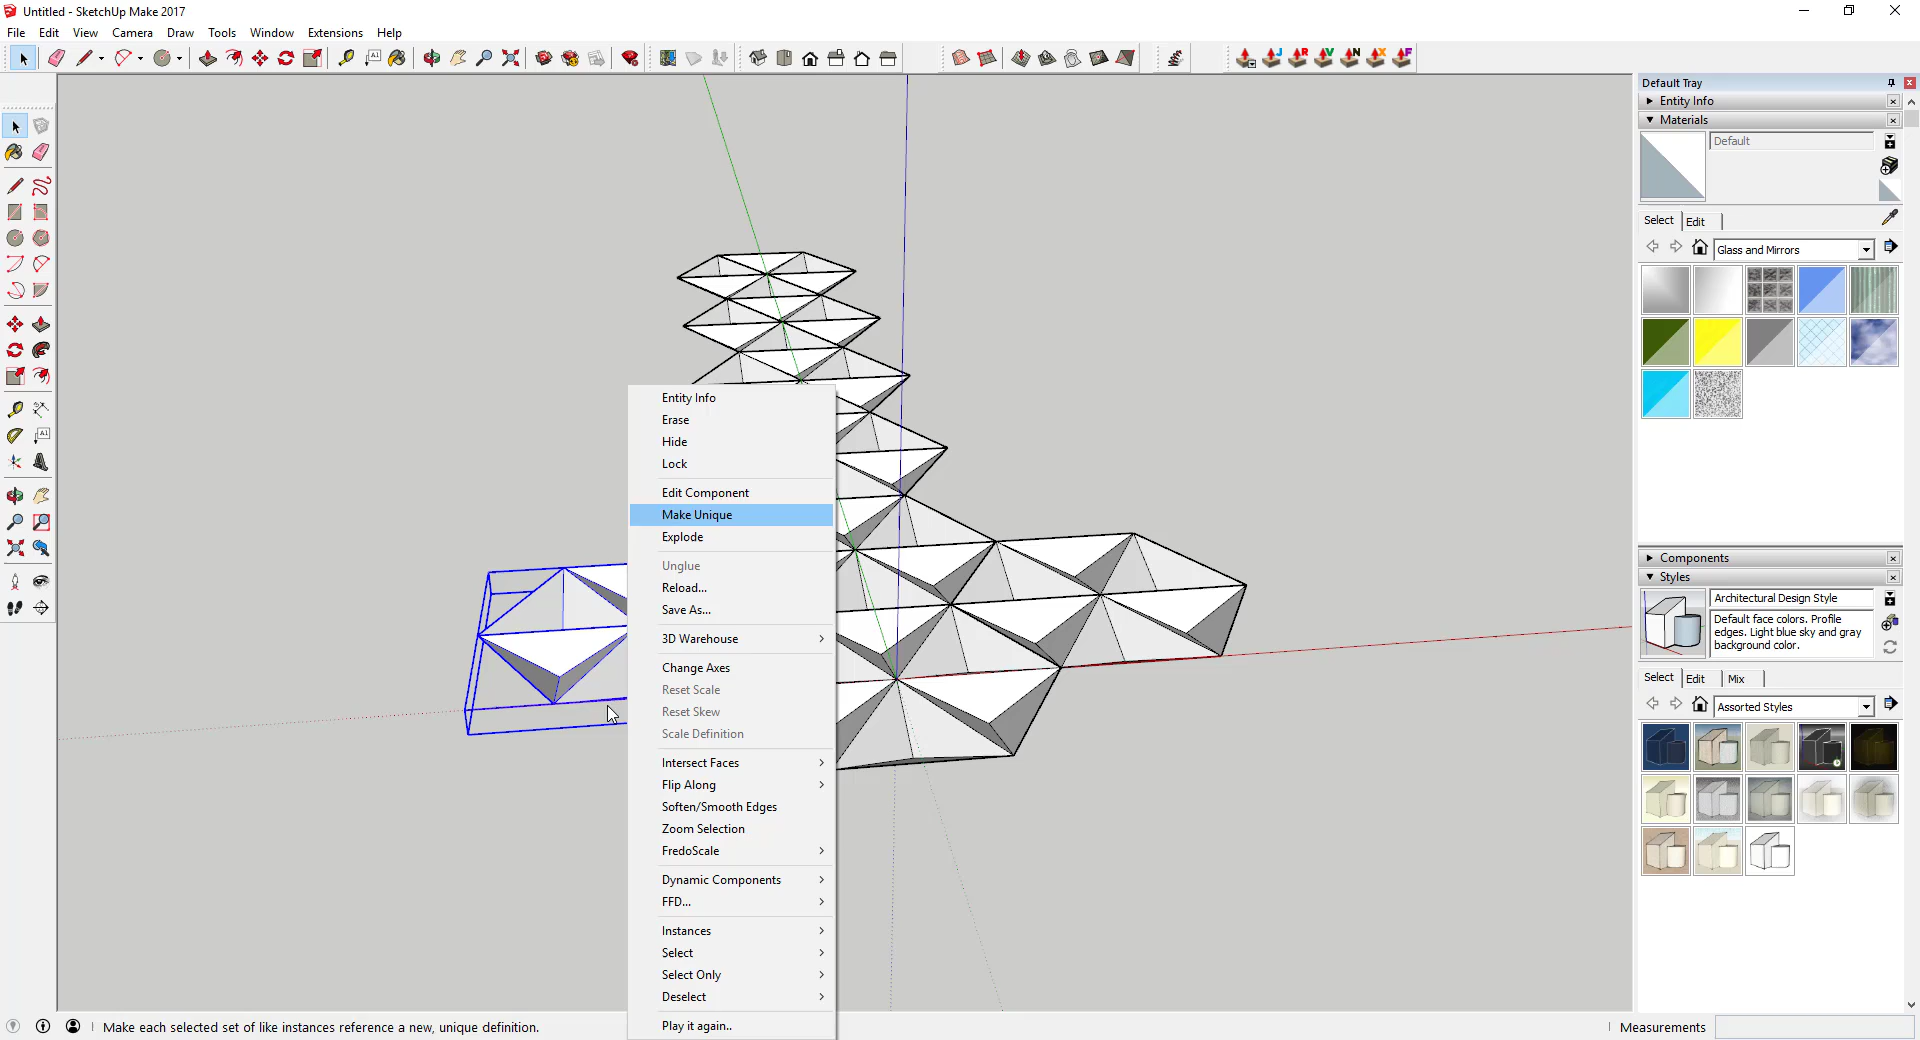 Untitled - SketchUp Make 2017
File Edit View Camera Draw Tools Window Extensions Help
A1 J R V N X F
Default Tray
Entity Info
Materials
Default
Select Edit
Glass and Mirrors
Components
Styles
Architectural Design Style
Default face colors. Profile
edges. Light blue sky and gray
background color.
Select Edit Mix
Assorted Styles
A1
Entity Info
Erase
Hide
Lock
Edit Component
Make Unique
Explode
Unglue
Reload...
Save As...
3D Warehouse
Change Axes
Reset Scale
Reset Skew
Scale Definition
Intersect Faces
Flip Along
Soften/Smooth Edges
Zoom Selection
FredoScale
Dynamic Components
FFD...
Instances
Select
Select Only
Deselect
Play it again..
Make each selected set of like instances reference a new, unique definition.
Measurements